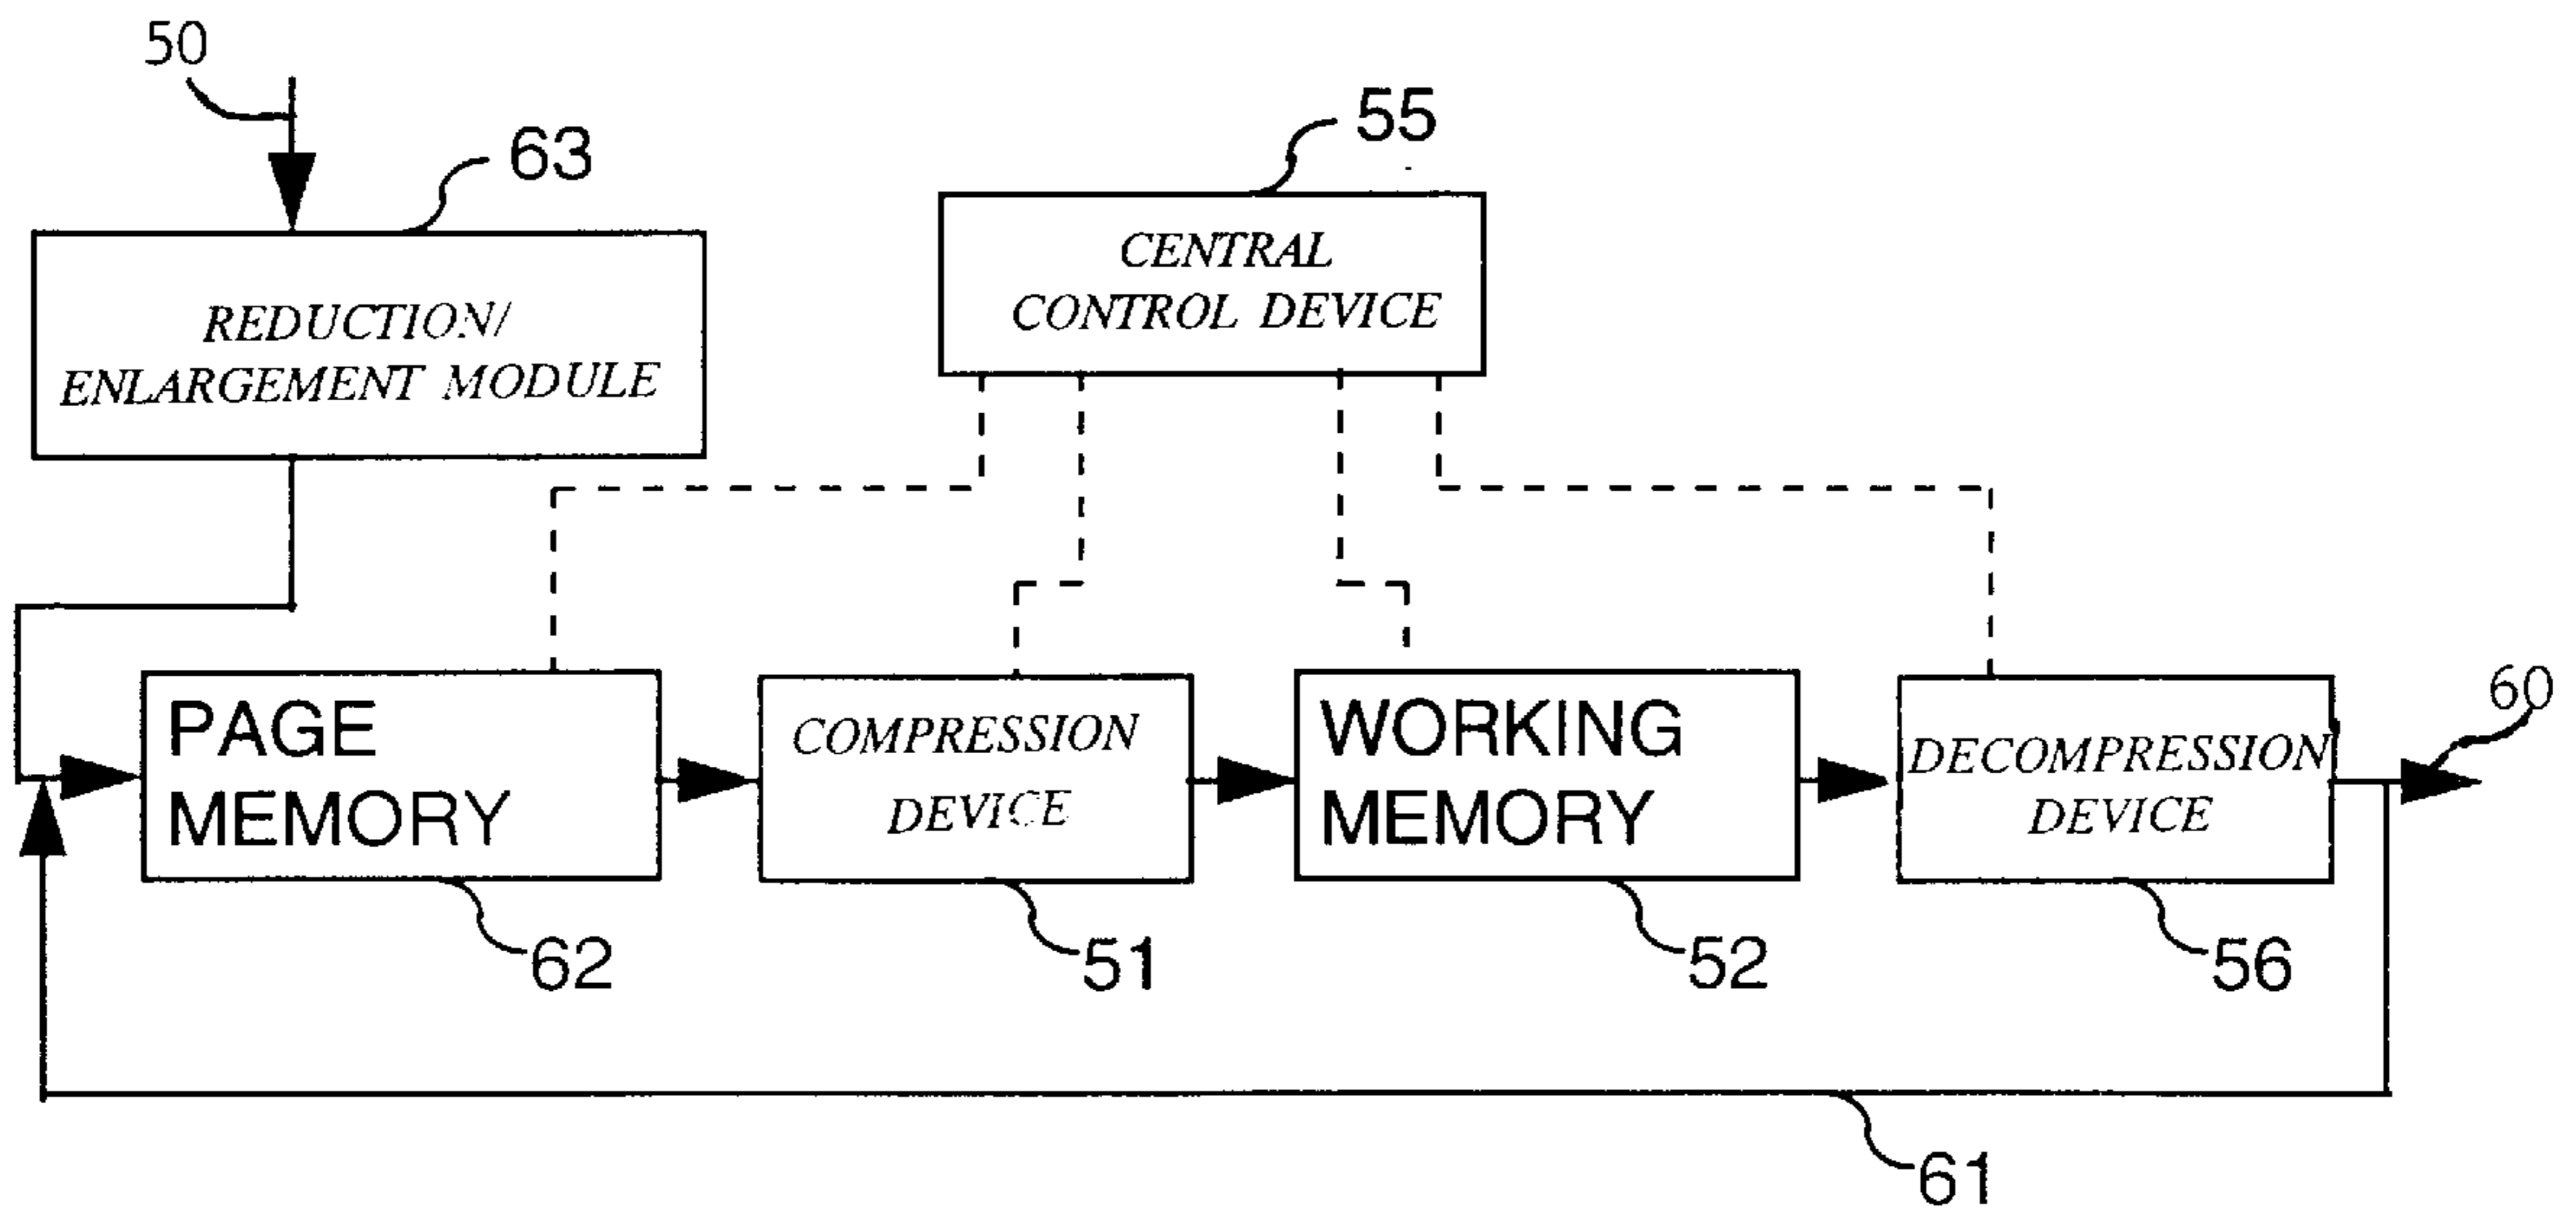 50
63
55
REDUCTION/
ENLARGEMENT MODULE
CENTRAL
CONTROL DEVICE
PAGE
MEMORY
COMPRESSION
DEVICE
WORKING
MEMORY
DECOMPRESSION
DEVICE
60
62
51
52
56
61